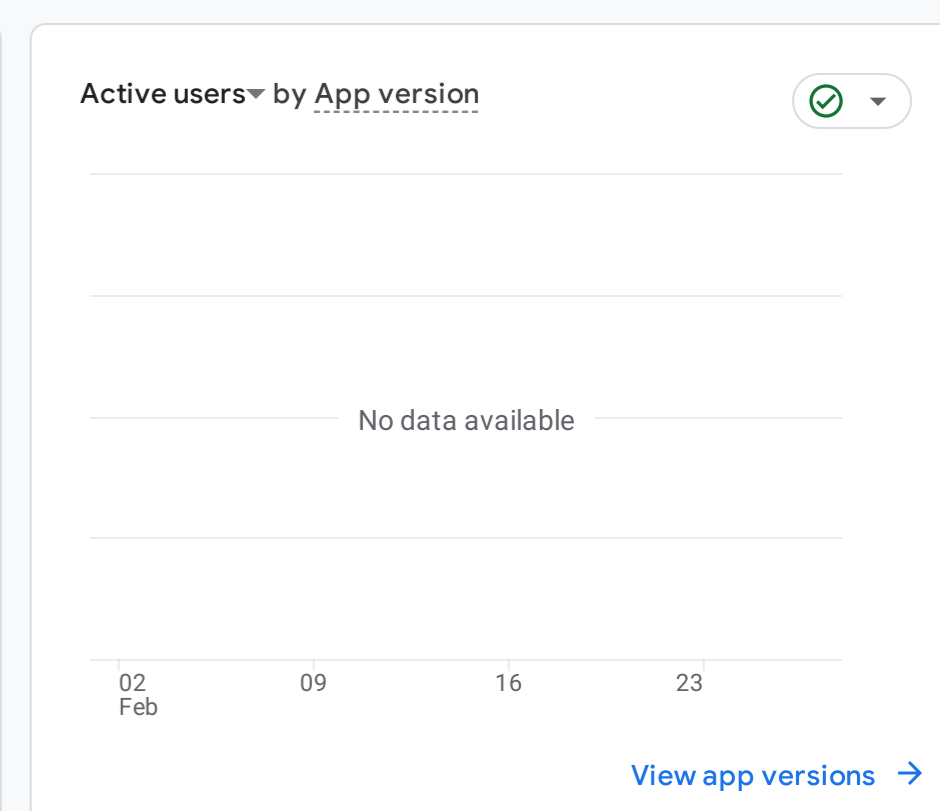 Active users by App version
No data available
02 09 16 23
Feb
View app versions